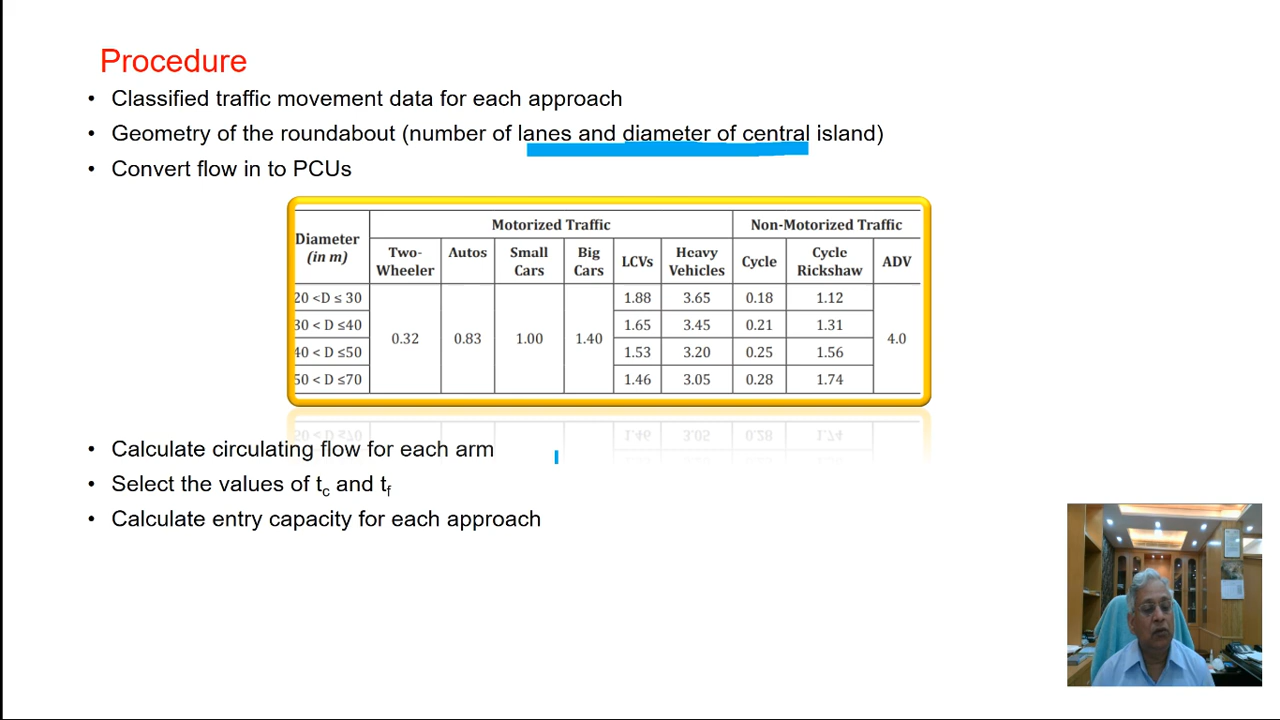 Procedure
• Classified traffic movement data for each approach
• Geometry of the roundabout (number of lanes and diameter of central island)
• Convert flow in to PCUs
Diameter (in m) Motorized Traffic Non-Motorized Traffic
Two-Wheeler Autos Small Cars Big Cars LCVs Heavy Vehicles Cycle Cycle Rickshaw ADV
20 <D ≤ 30 0.32 0.83 1.00 1.40 1.88 3.65 0.18 1.12 4.0
30 < D ≤40 1.65 3.45 0.21 1.31
40 < D ≤50 1.53 3.20 0.25 1.56
50 < D ≤70 1.46 3.05 0.28 1.74
• Calculate circulating flow for each arm
• Select the values of tc and tf
• Calculate entry capacity for each approach